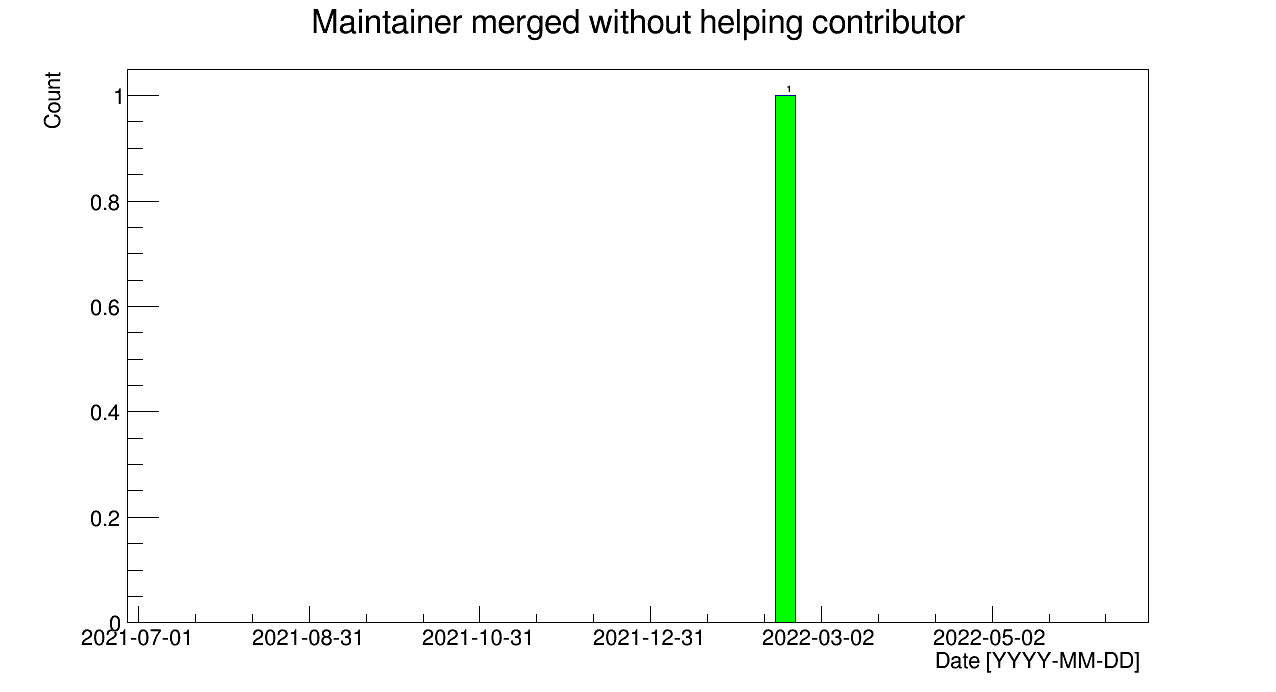 Maintainer merged without helping contributor
Count
1
1
0.8
0.6
0.4
0.2
0
2021-07-01 2021-08-31 2021-10-31 2021-12-31 2022-03-02 2022-05-02
Date [YYYY-MM-DD]